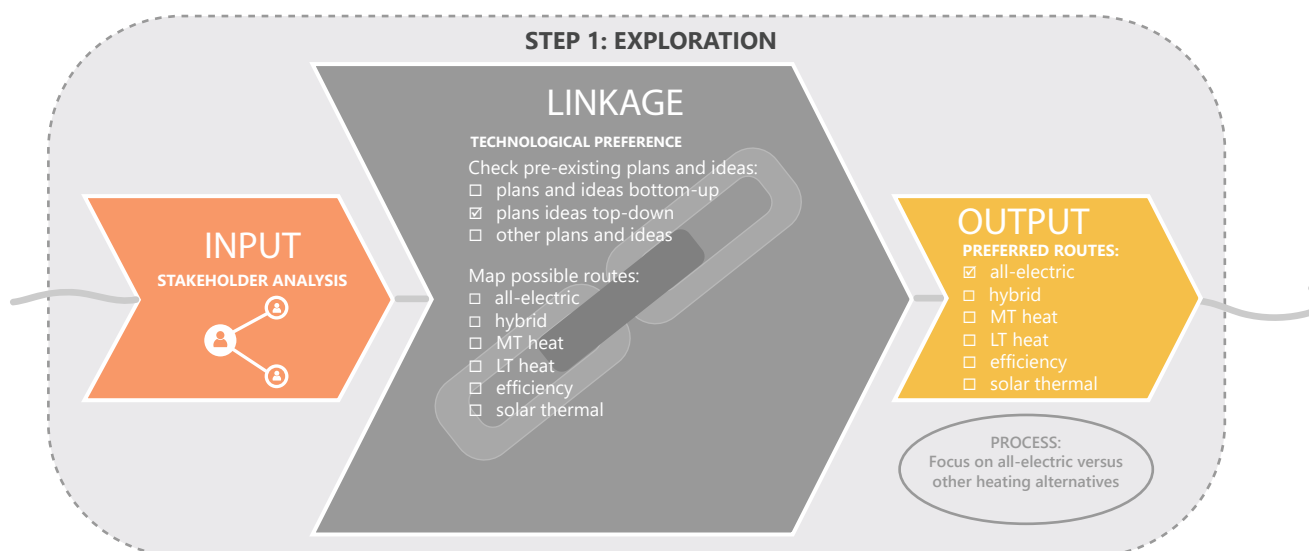 STEP 1: EXPLORATION
INPUT
STAKEHOLDER ANALYSIS
LINKAGE
TECHNOLOGICAL PREFERENCE
Check pre-existing plans and ideas:
☐ plans and ideas bottom-up
☑ plans ideas top-down
☐ other plans and ideas
Map possible routes:
☐ all-electric
☐ hybrid
☐ MT heat
☐ LT heat
☐ efficiency
☐ solar thermal
OUTPUT
PREFERRED ROUTES:
☑ all-electric
☐ hybrid
☐ MT heat
☐ LT heat
☐ efficiency
☐ solar thermal
PROCESS:
Focus on all-electric versus
other heating alternatives